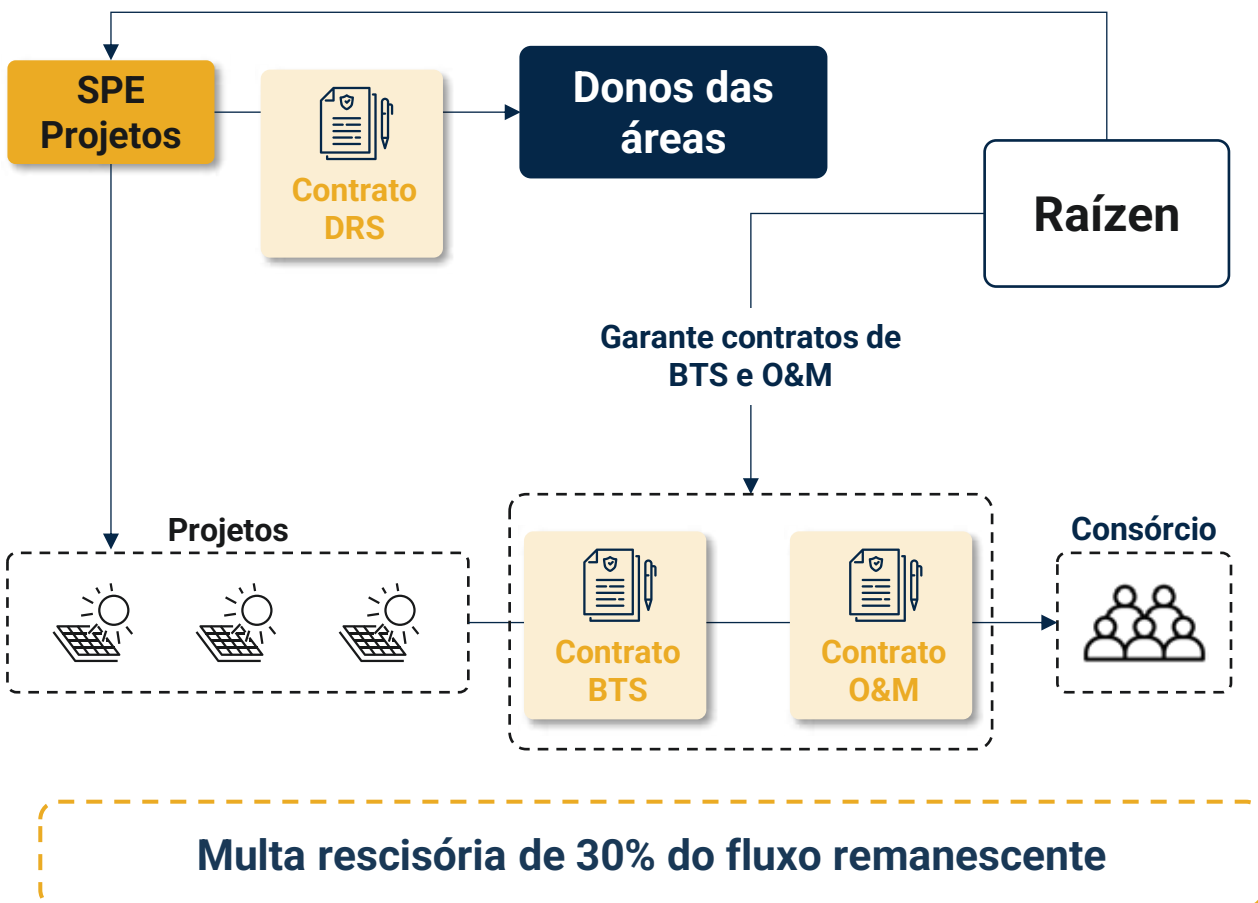 SPE
Projetos
Contrato
DRS
Donos das
áreas
Raízen
Garante contratos de
BTS e O&M
Projetos
Contrato
BTS
Contrato
O&M
Consórcio
Multa rescisória de 30% do fluxo remanescente